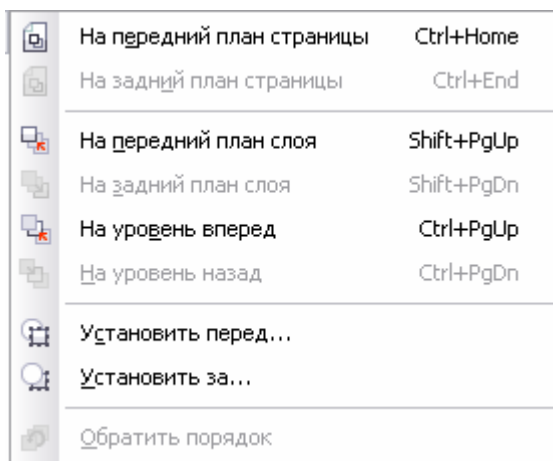 На передний план страницы Ctrl+Home
На задний план страницы Ctrl+End
На передний план слоя Shift+PgUp
На задний план слоя Shift+PgDn
На уровень вперед Ctrl+PgUp
На уровень назад Ctrl+PgDn
Установить перед...
Установить за...
Обратить порядок